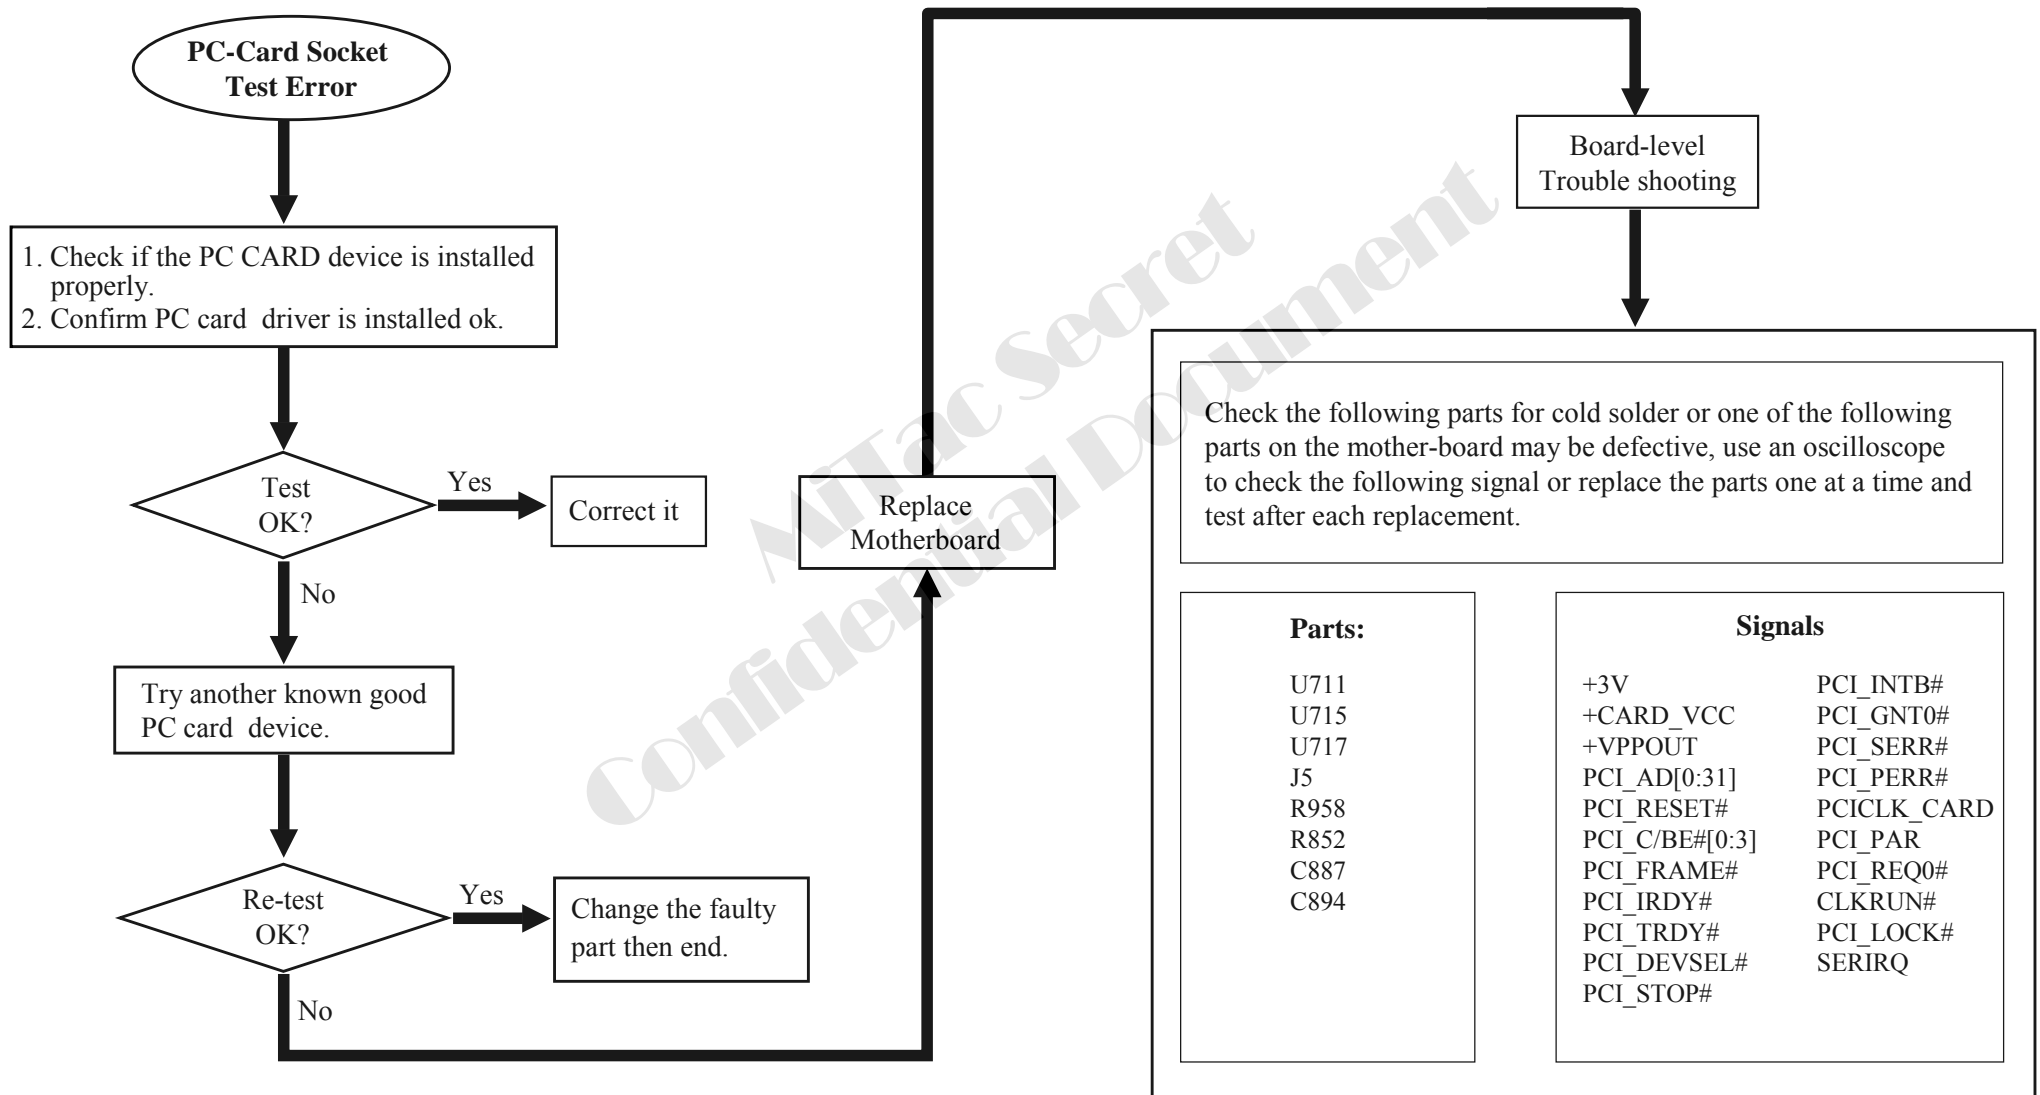 PC-Card Socket
Test Error
1. Check if the PC CARD device is installed
properly.
2. Confirm PC card driver is installed ok.
Test
OK?
Yes
Correct it
No
Try another known good
PC card device.
Re-test
OK?
Yes
Change the faulty
part then end.
No
Replace
Motherboard
Board-level
Trouble shooting
Check the following parts for cold solder or one of the following
parts on the mother-board may be defective, use an oscilloscope
to check the following signal or replace the parts one at a time and
test after each replacement.
Parts:
U711
U715
U717
J5
R958
R852
C887
C894
Signals
+3V
+CARD_VCC
+VPPOUT
PCI_AD[0:31]
PCI_RESET#
PCI_C/BE#[0:3]
PCI_FRAME#
PCI_IRDY#
PCI_TRDY#
PCI_DEVSEL#
PCI_STOP#
PCI_INTB#
PCI_GNT0#
PCI_SERR#
PCI_PERR#
PCICLK_CARD
PCI_PAR
PCI_REQ0#
CLKRUN#
PCI_LOCK#
SERIRQ
MiTac Secret
Confidential Document